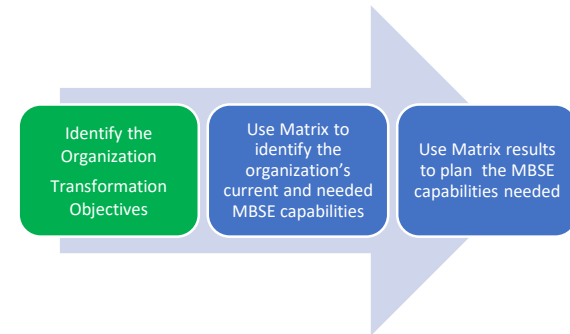 Identify the
Organization
Transformation
Objectives
Use Matrix to
identify the
organization's
current and needed
MBSE capabilities
Use Matrix results
to plan the MBSE
capabilities needed